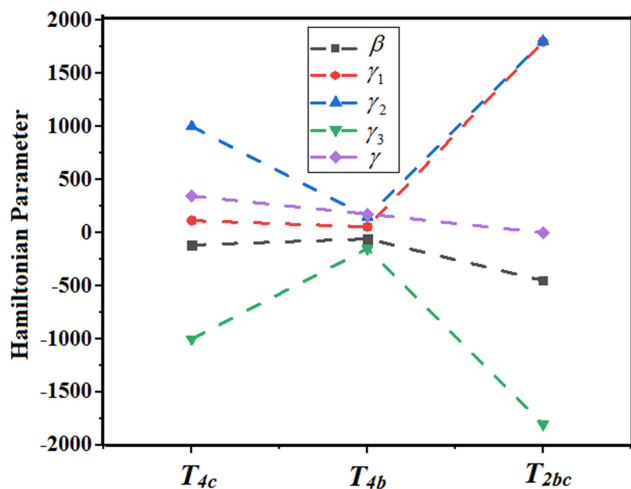 2000
1500
1000
500
0
-500
-1000
-1500
-2000
Hamiltonian Parameter
β
γ1
γ2
γ3
γ
T4c
T4b
T2bc